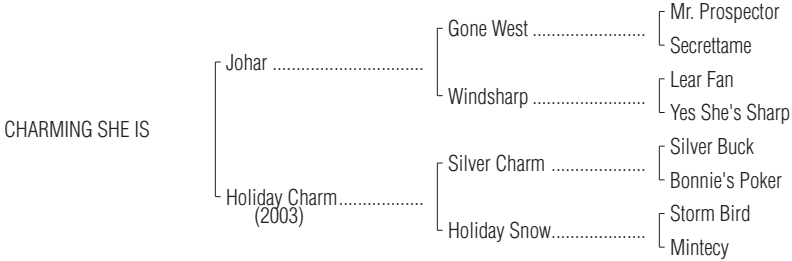 Mr. Prospector
Gone West ........................
Secrettame
Johar ................................
Lear Fan
Windsharp ........................
Yes She's Sharp
CHARMING SHE IS
Silver Buck
Silver Charm ....................
Bonnie's Poker
Holiday Charm..................
(2003)
Storm Bird
Holiday Snow....................
Mintecy